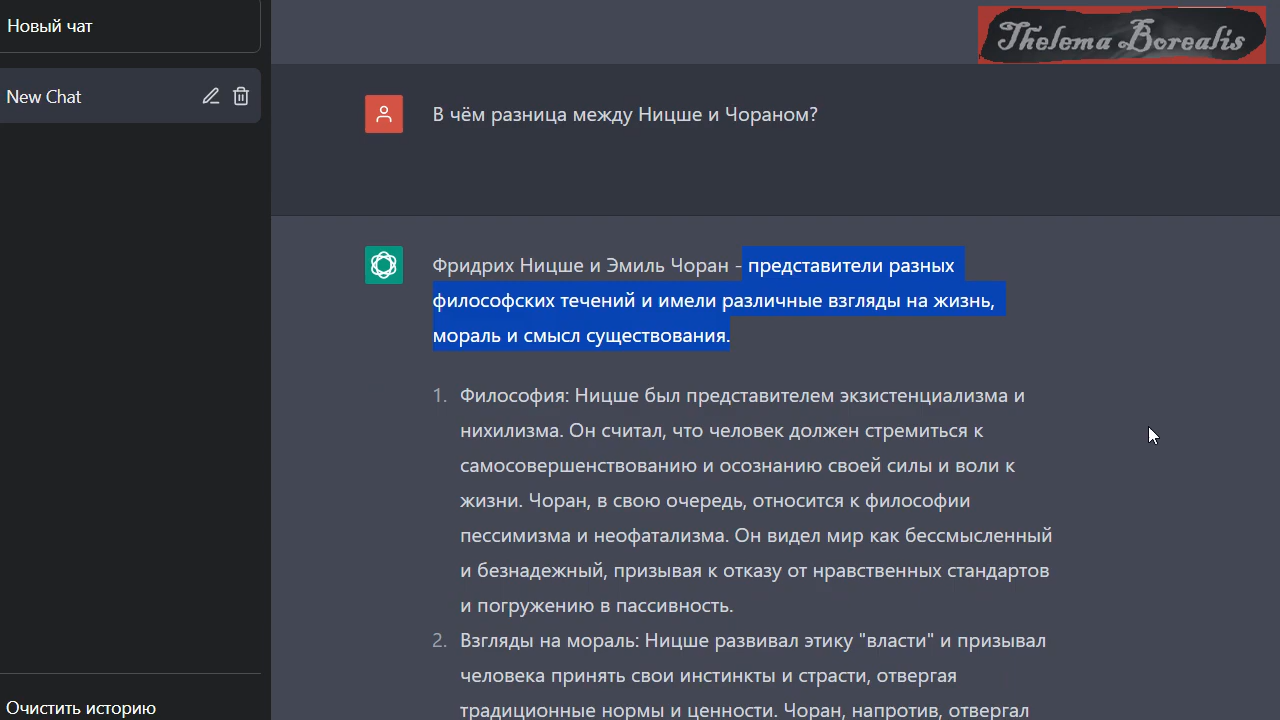 Новый чат
Thelema Borealis
New Chat
В чём разница между Ницше и Чораном?
Фридрих Ницше и Эмиль Чоран - представители разных
философских течений и имели различные взгляды на жизнь,
мораль и смысл существования.
1. Философия: Ницше был представителем экзистенциализма и
нихилизма. Он считал, что человек должен стремиться к
самосовершенствованию и осознанию своей силы и воли к
жизни. Чоран, в свою очередь, относится к философии
пессимизма и неофатализма. Он видел мир как бессмысленный
и безнадежный, призывая к отказу от нравственных стандартов
и погружению в пассивность.
2. Взгляды на мораль: Ницше развивал этику "власти" и призывал
человека принять свои инстинкты и страсти, отвергая
традиционные нормы и ценности. Чоран, напротив, отвергал
Очистить историю